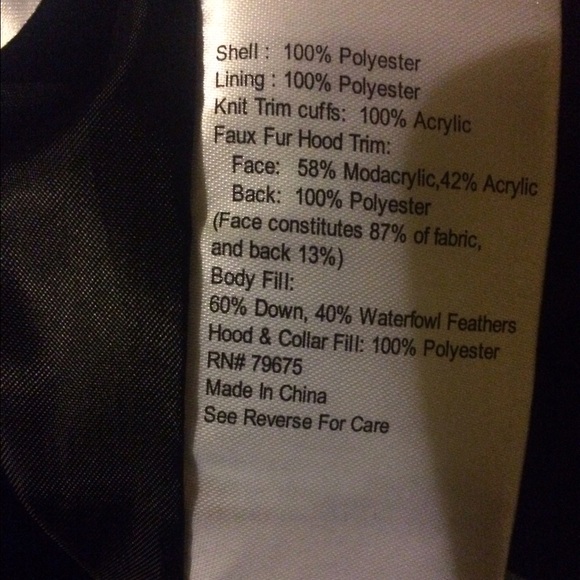 Shell : 100% Polyester
Lining : 100% Polyester
Knit Trim cuffs: 100% Acrylic
Faux Fur Hood Trim:
Face: 58% Modacrylic,42% Acrylic
Back: 100% Polyester
(Face constitutes 87% of fabric,
and back 13%)
Body Fill:
60% Down, 40% Waterfowl Feathers
Hood & Collar Fill: 100% Polyester
RN# 79675
Made In China
See Reverse For Care